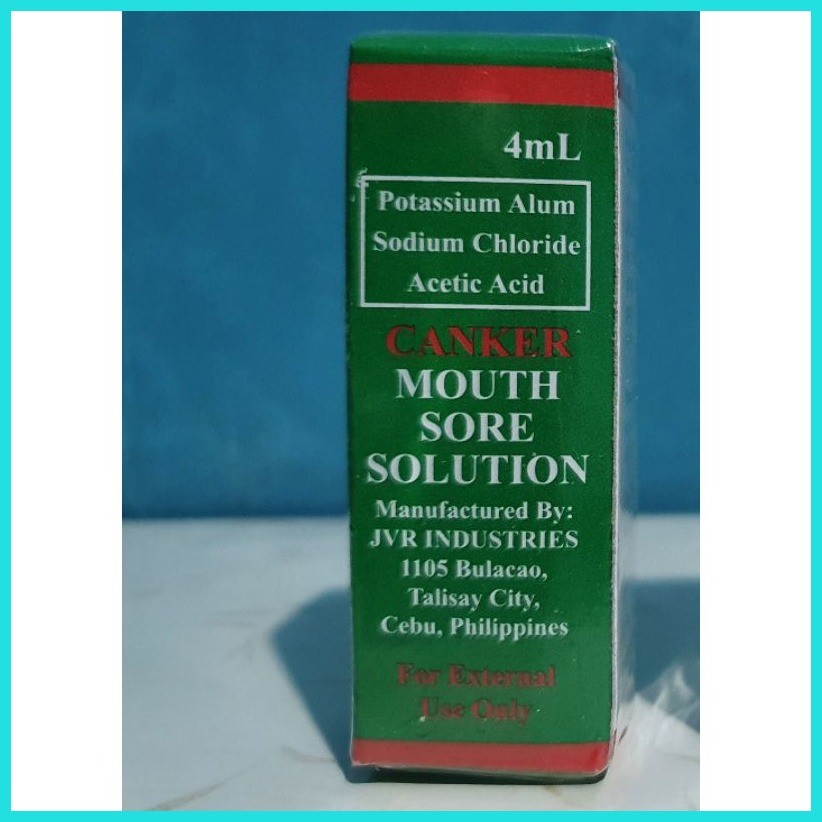 4mL
Potassium Alum
Sodium Chloride
Acetic Acid
CANKER
MOUTH
SORE
SOLUTION
Manufactured By:
JVR INDUSTRIES
1105 Bulacao,
Talisay City,
Cebu, Philippines
For External
Use Only